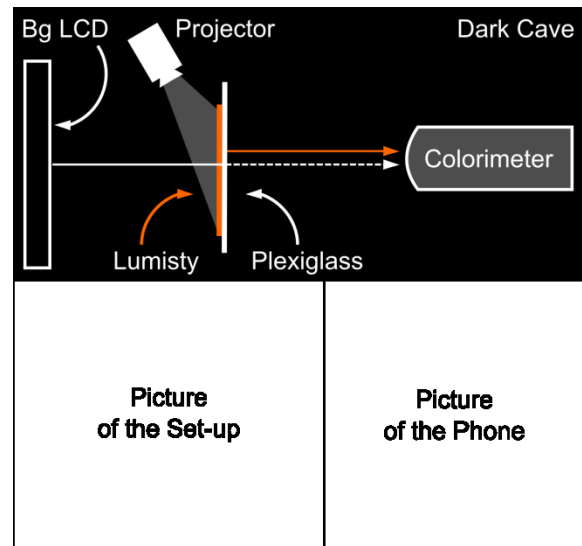 Bg LCD
Projector
Dark Cave
Colorimeter
Lumisty
Plexiglass
Picture
of the Set-up
Picture
of the Phone